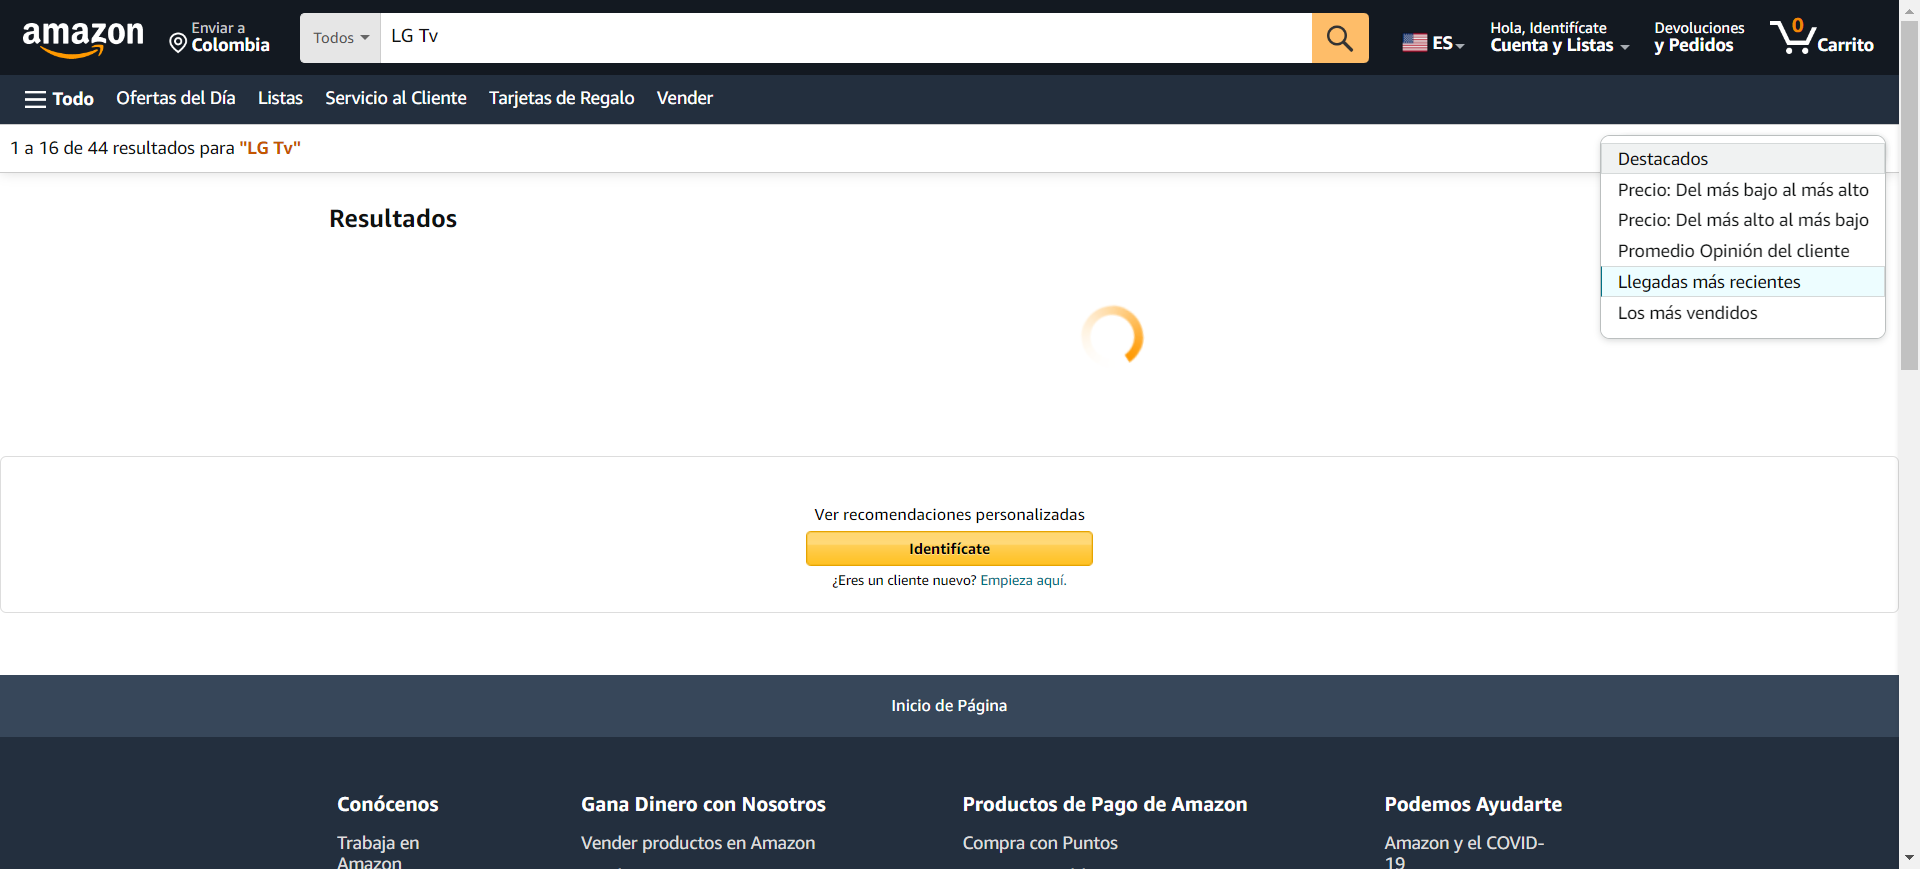 amazon
Enviar a
Colombia
Todos
LG Tv
ES
Hola, Identifícate
Cuenta y Listas
Devoluciones
y Pedidos
0
Carrito
Todo
Ofertas del Día
Listas
Servicio al Cliente
Tarjetas de Regalo
Vender
1 a 16 de 44 resultados para "LG Tv"
Destacados
Precio: Del más bajo al más alto
Precio: Del más alto al más bajo
Promedio Opinión del cliente
Llegadas más recientes
Los más vendidos
Resultados
Ver recomendaciones personalizadas
Identifícate
¿Eres un cliente nuevo? Empieza aquí.
Inicio de Página
Conócenos
Trabaja en
Amazon
Gana Dinero con Nosotros
Vender productos en Amazon
Productos de Pago de Amazon
Compra con Puntos
Podemos Ayudarte
Amazon y el COVID-
19